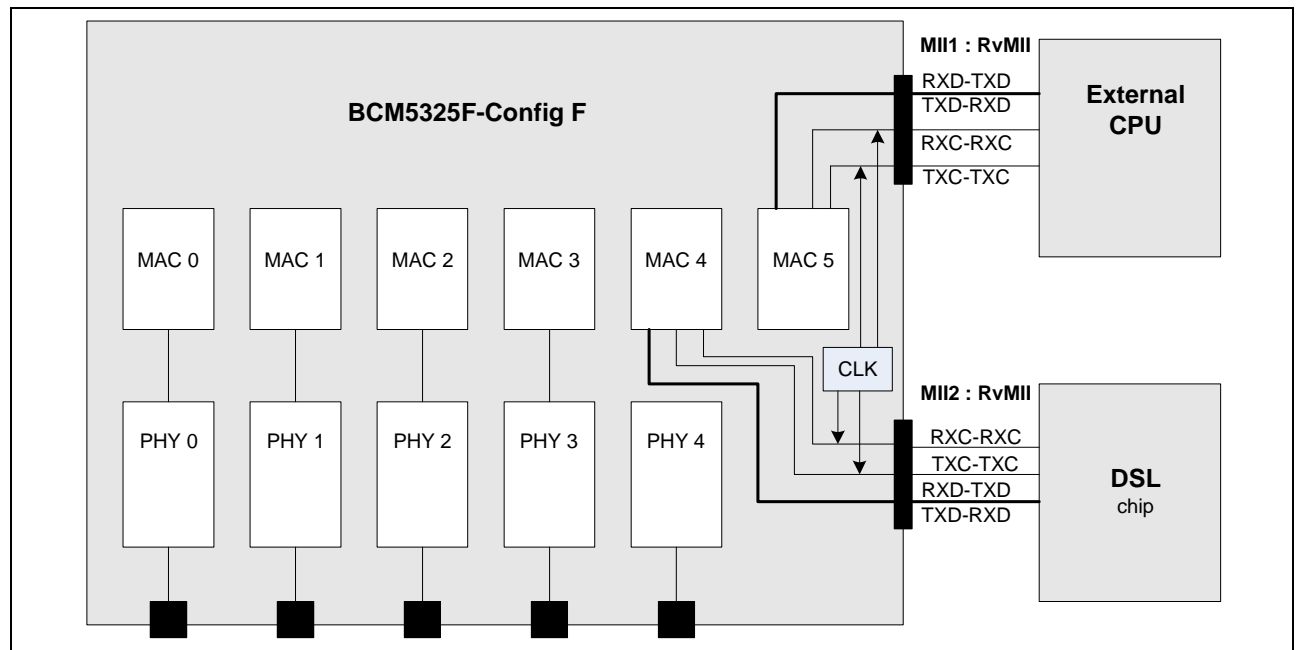 BCM5325F-Config F
MII1 : RvMII
RXD-TXD
TXD-RXD
RXC-RXC
TXC-TXC
External
CPU
MAC 0
MAC 1
MAC 2
MAC 3
MAC 4
MAC 5
CLK
PHY 0
PHY 1
PHY 2
PHY 3
PHY 4
MII2 : RvMII
RXC-RXC
TXC-TXC
RXD-TXD
TXD-RXD
DSL
chip